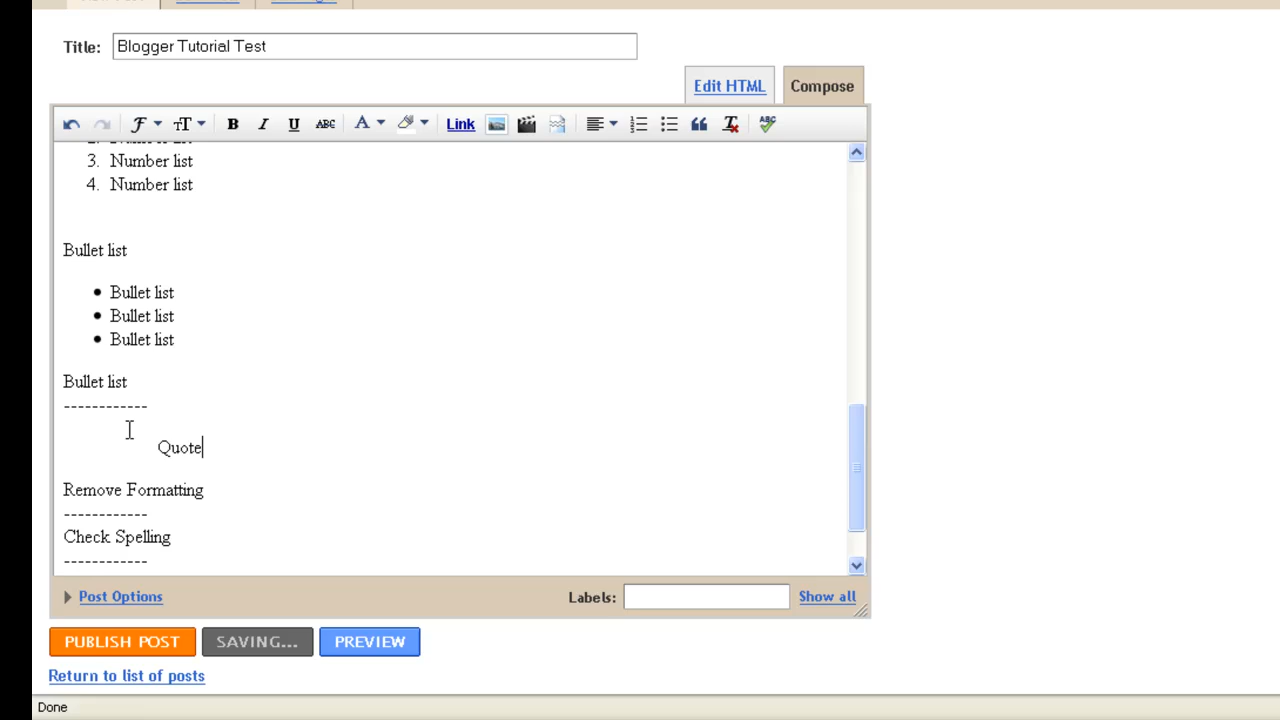 Title: Blogger Tutorial Test
Edit HTML Compose
Link
3. Number list
4. Number list
Bullet list
• Bullet list
• Bullet list
• Bullet list
Bullet list
------------
Quote
Remove Formatting
------------
Check Spelling
------------
Post Options Labels: Show all
PUBLISH POST SAVING... PREVIEW
Return to list of posts
Done